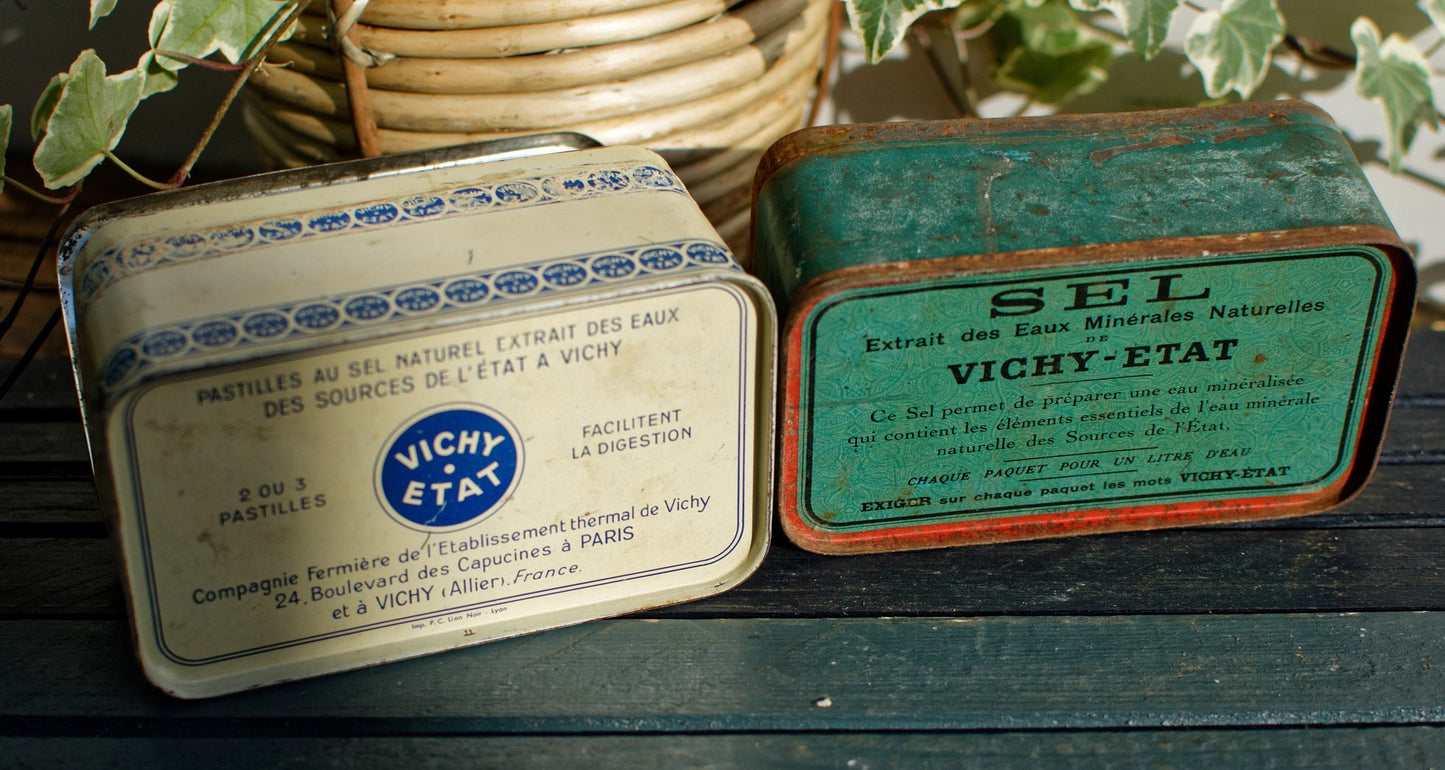 PASTILLES AU SEL NATUREL EXTRAIT DES EAUX
DES SOURCES DE L'ÉTAT A VICHY
VICHY
ETAT
FACILITENT
LA DIGESTION
2 OU 3
PASTILLES
Compagnie Fermière de l'Etablissement thermal de Vichy
24, Boulevard des Capucines à PARIS
et à VICHY (Allier). France.
Imp. P. C. Lion Noir - Lyon
SEL
Extrait des Eaux Minérales Naturelles
DE
VICHY-ETAT
Ce Sel permet de préparer une eau minéralisée
qui contient les éléments essentiels de l'eau minérale
naturelle des Sources de l'Etat.
CHAQUE PAQUET POUR UN LITRE D'EAU
EXIGER sur chaque paquet les mots VICHY-ÉTAT